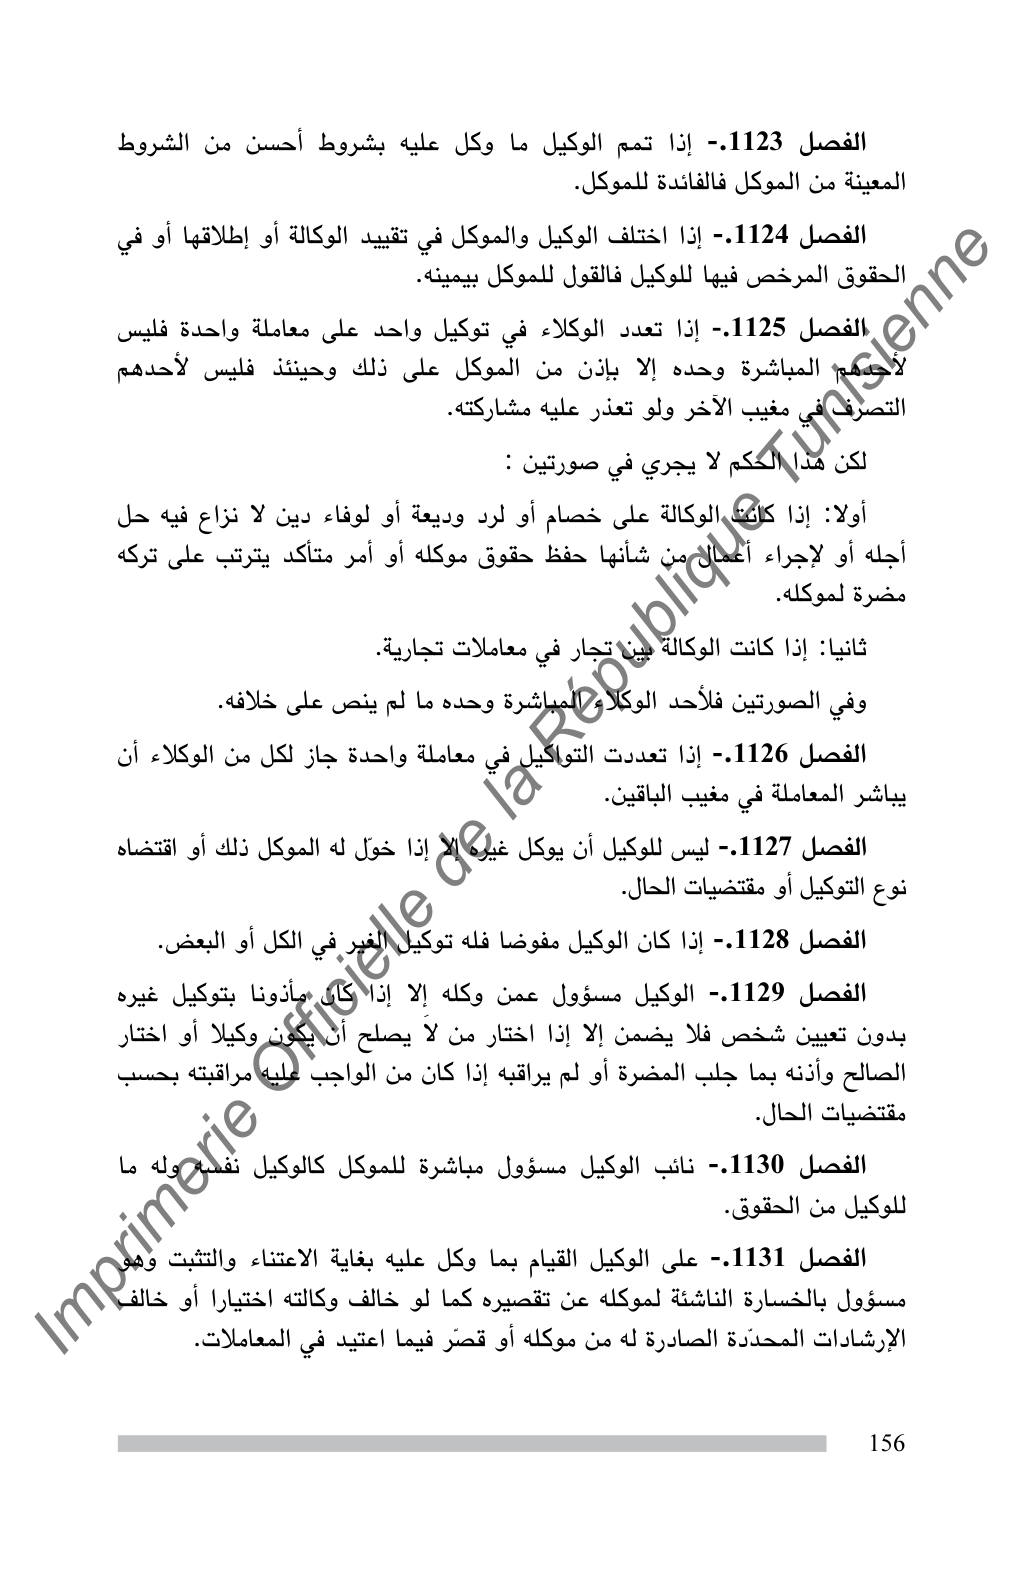 الفصل 1123.- إذا تمم الوكيل ما وكل عليه بشروط أحسن من الشروط
المعينة من الموكل فالفائدة للموكل.
الفصل 1124.- إذا اختلف الوكيل والموكل في تقييد الوكالة أو إطلاقها أو في
الحقوق المرخص فيها للوكيل فالقول للموكل بيمينه.
الفصل 1125.- إذا تعدد الوكلاء في توكيل واحد على معاملة واحدة فليس
لأحدهم المباشرة وحده إلا بإذن من الموكل على ذلك وحينئذ فليس لأحدهم
التصرف في مغيب الآخر ولو تعذر عليه مشاركته.
لكن هذا الحكم لا يجري في صورتين :
أولا: إذا كانت الوكالة على خصام أو لرد وديعة أو لوفاء دين لا نزاع فيه حل
أجله أو لإجراء أعمال من شأنها حفظ حقوق موكله أو أمر متأكد يترتب على تركه
مضرة لموكله.
ثانيا: إذا كانت الوكالة بين تجار في معاملات تجارية.
وفي الصورتين فلأحد الوكلاء المباشرة وحده ما لم ينص على خلافه.
الفصل 1126.- إذا تعددت التواكيل في معاملة واحدة جاز لكل من الوكلاء أن
يباشر المعاملة في مغيب الباقين.
الفصل 1127.- ليس للوكيل أن يوكل غيره إلا إذا خوّل له الموكل ذلك أو اقتضاه
نوع التوكيل أو مقتضيات الحال.
الفصل 1128.- إذا كان الوكيل مفوضا فله توكيل الغير في الكل أو البعض.
الفصل 1129.- الوكيل مسؤول عمن وكله إلا إذا كان مأذونا بتوكيل غيره
بدون تعيين شخص فلا يضمن إلا إذا اختار من لاَ يصلح أن يكون وكيلا أو اختار
الصالح وأذنه بما جلب المضرة أو لم يراقبه إذا كان من الواجب عليه مراقبته بحسب
مقتضيات الحال.
الفصل 1130.- نائب الوكيل مسؤول مباشرة للموكل كالوكيل نفسه وله ما
للوكيل من الحقوق.
الفصل 1131.- على الوكيل القيام بما وكل عليه بغاية الاعتناء والتثبت وهو
مسؤول بالخسارة الناشئة لموكله عن تقصيره كما لو خالف وكالته اختيارا أو خالف
الإرشادات المحدّدة الصادرة له من موكله أو قصّر فيما اعتيد في المعاملات.
156
Imprimerie Officielle de la République Tunisienne